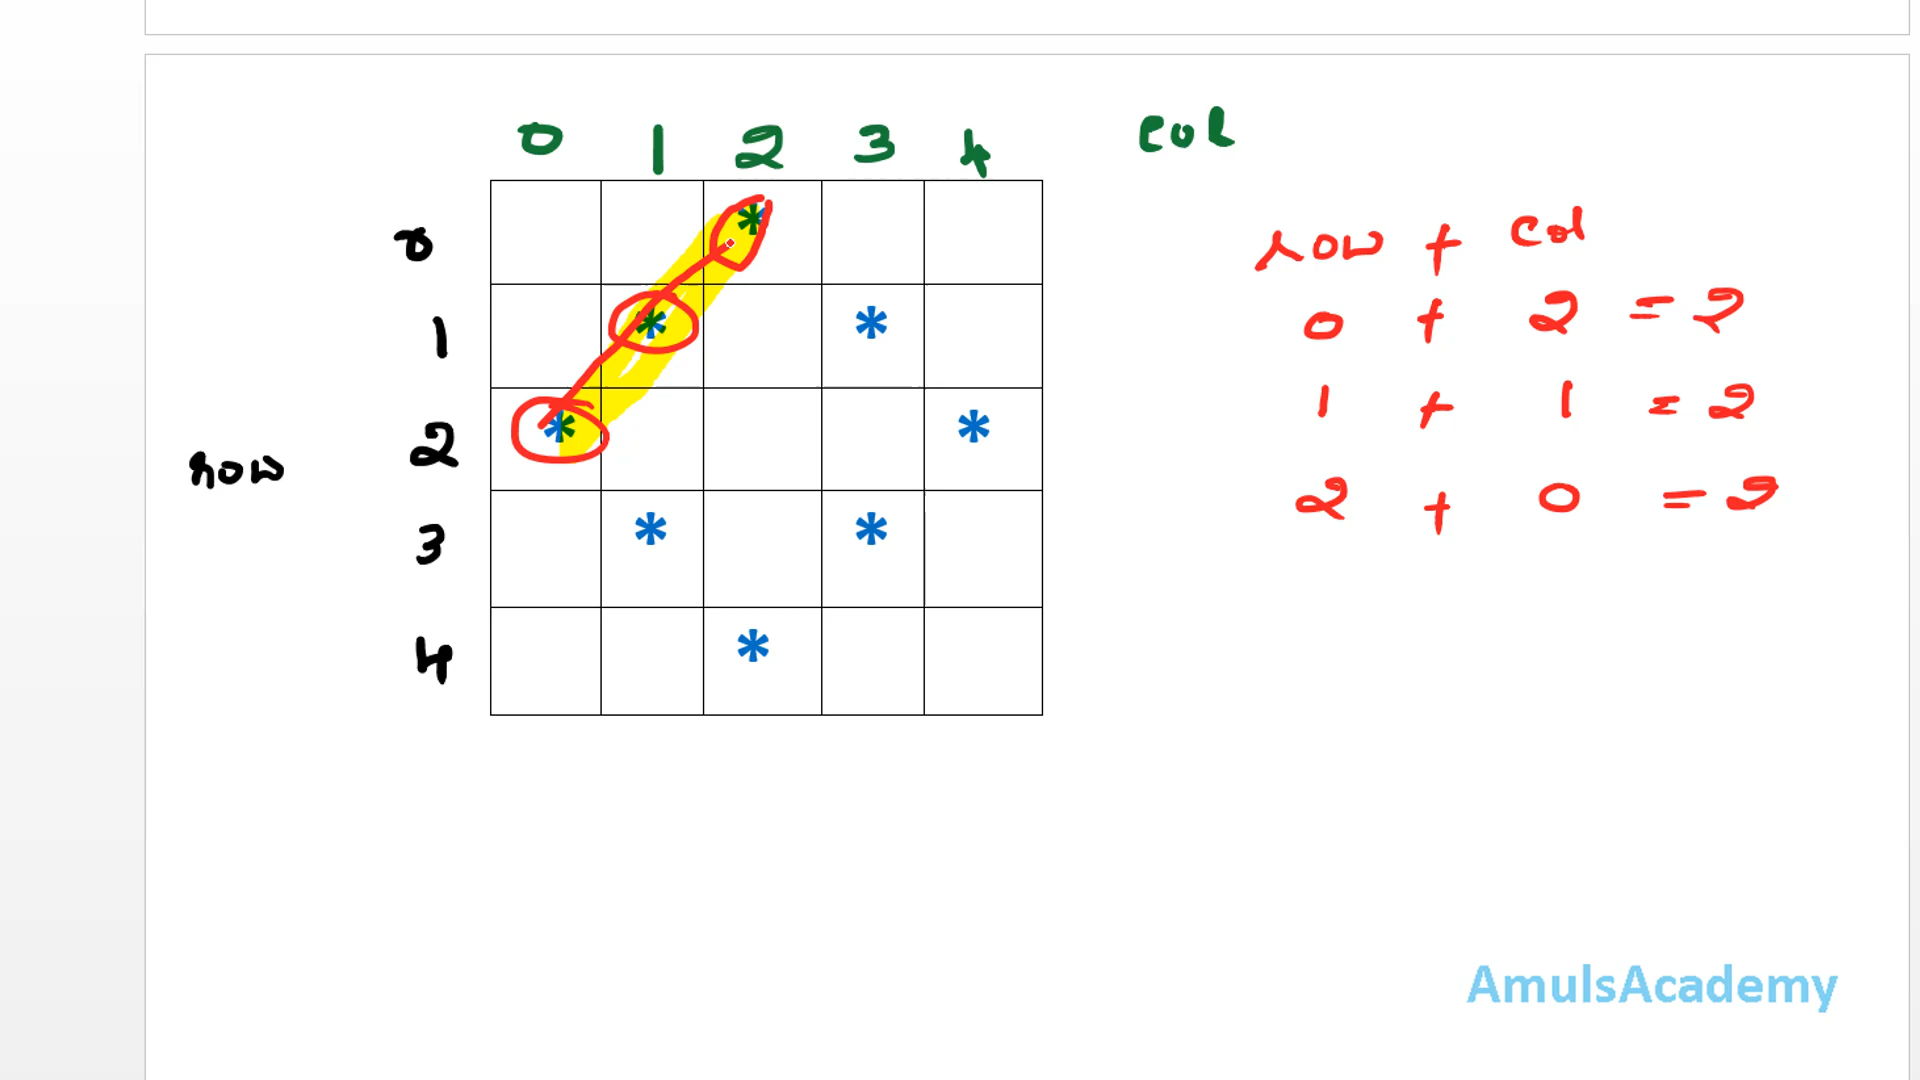 0 1 2 3 4 col
0 *
1 * *
row 2 * *
3 * *
4 *
row + col
0 + 2 = 2
1 + 1 = 2
2 + 0 = 2
AmulsAcademy